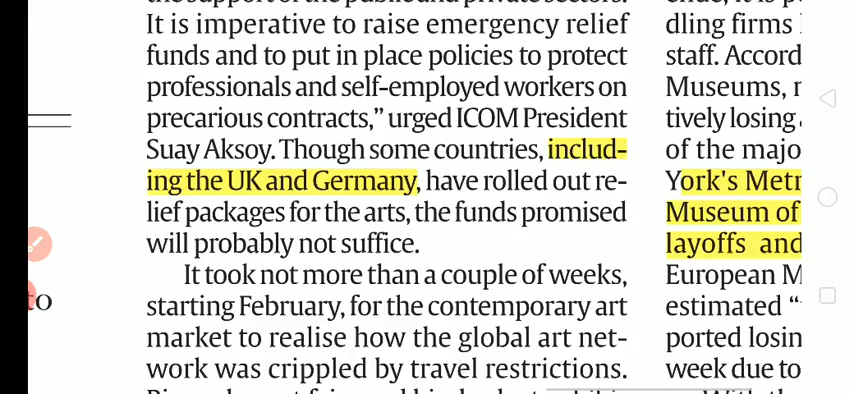 It is imperative to raise emergency relief
funds and to put in place policies to protect
professionals and self-employed workers on
precarious contracts,” urged ICOM President
Suay Aksoy. Though some countries, includ-
ing the UK and Germany, have rolled out re-
lief packages for the arts, the funds promised
will probably not suffice.
It took not more than a couple of weeks,
starting February, for the contemporary art
market to realise how the global art net-
work was crippled by travel restrictions.
dling firms
staff. Accord
Museums,
tively losing
of the majo
York's Metr
Museum of
layoffs and
European M
estimated “
ported losin
week due to
to